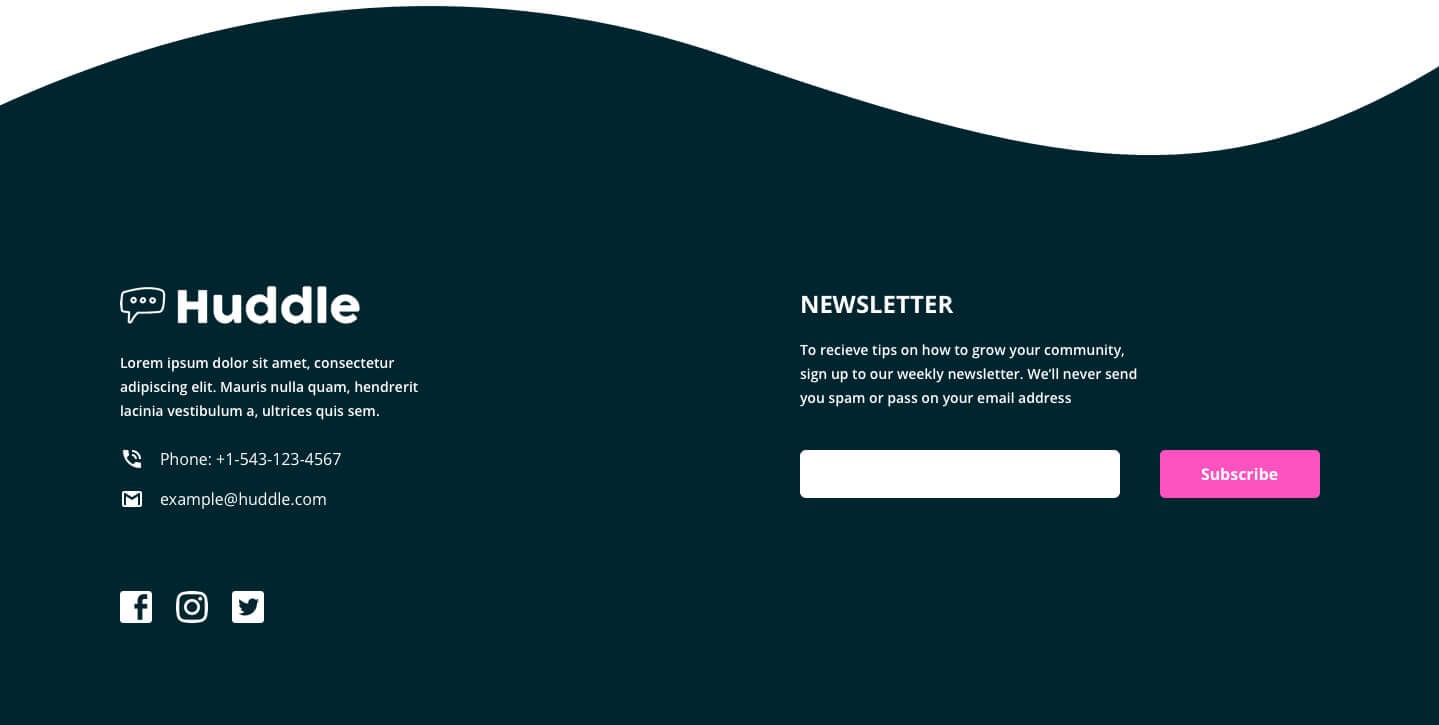 Huddle
Lorem ipsum dolor sit amet, consectetur
adipiscing elit. Mauris nulla quam, hendrerit
lacinia vestibulum a, ultrices quis sem.
Phone: +1-543-123-4567
example@huddle.com
NEWSLETTER
To recieve tips on how to grow your community,
sign up to our weekly newsletter. We’ll never send
you spam or pass on your email address
Subscribe